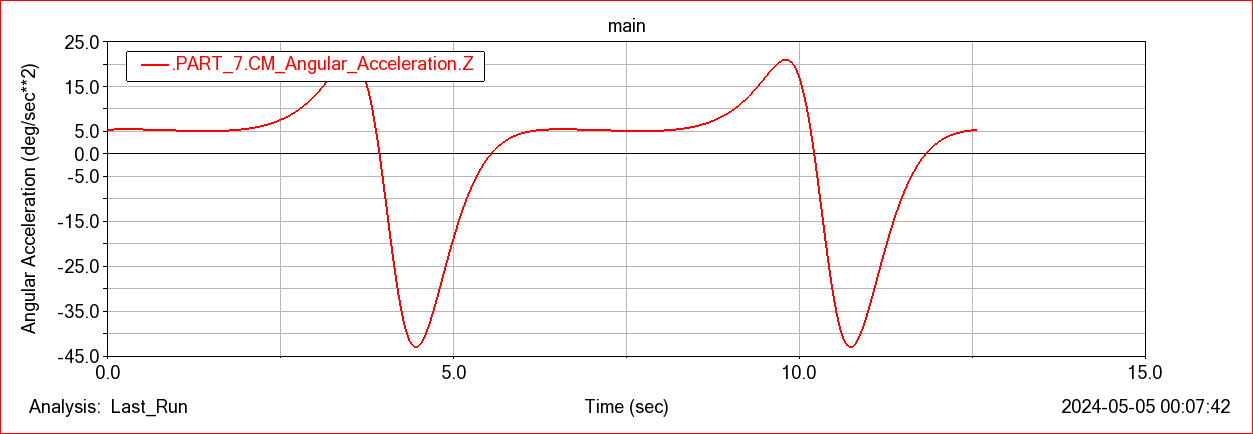 main
25.0
.PART_7.CM_Angular_Acceleration.Z
15.0
5.0
0.0
-5.0
-15.0
-25.0
-35.0
-45.0
Angular Acceleration (deg/sec**2)
0.0 5.0 10.0 15.0
Analysis: Last_Run Time (sec) 2024-05-05 00:07:42